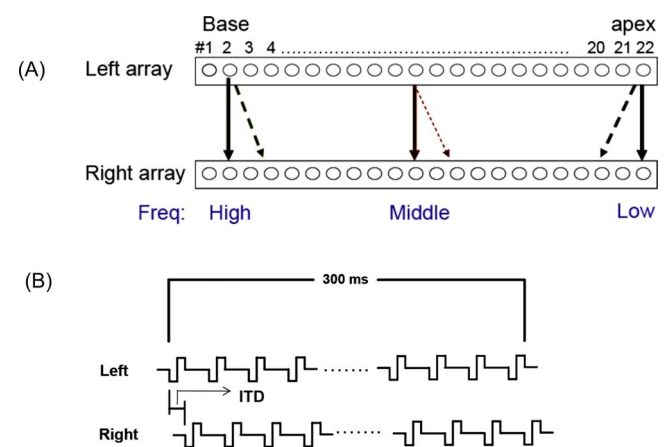 Base apex
#1 2 3 4 ........................................... 20 21 22
(A) Left array
Right array
Freq: High Middle Low
(B)
300 ms
Left
ITD
Right